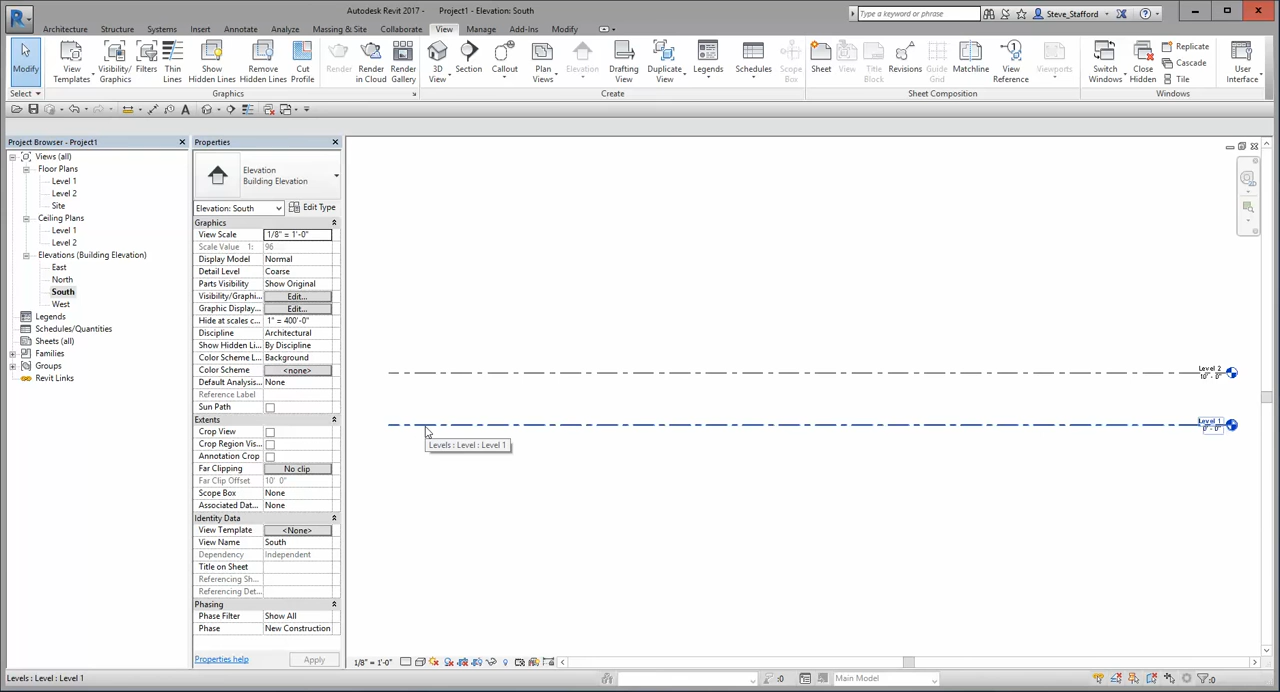 Autodesk Revit 2017 - Project1 - Elevation: South
Type a keyword or phrase
Steve_Stafford
Architecture Structure Systems Insert Annotate Analyze Massing & Site Collaborate View Manage Add-Ins Modify
Modify
View Templates
Visibility/ Graphics
Filters
Thin Lines
Show Hidden Lines
Remove Hidden Lines
Cut Profile
Render
Render in Cloud
Render Gallery
3D View
Section
Callout
Plan Views
Elevation
Drafting View
Duplicate View
Legends
Schedules
Scope Box
Sheet
View
Title Block
Revisions
Guide Grid
Matchline
View Reference
Viewports
Switch Windows
Close Hidden
Replicate
Cascade
Tile
User Interface
Select
Graphics
Create
Sheet Composition
Windows
Project Browser - Project1
Views (all)
Floor Plans
Level 1
Level 2
Site
Ceiling Plans
Level 1
Level 2
Elevations (Building Elevation)
East
North
South
West
Legends
Schedules/Quantities
Sheets (all)
Families
Groups
Revit Links
Properties
Elevation
Building Elevation
Elevation: South
Edit Type
Graphics
View Scale 1/8" = 1'-0"
Scale Value 1: 96
Display Model Normal
Detail Level Coarse
Parts Visibility Show Original
Visibility/Graphi... Edit...
Graphic Display... Edit...
Hide at scales c... 1" = 400'-0"
Discipline Architectural
Show Hidden Li... By Discipline
Color Scheme L... Background
Color Scheme <none>
Default Analysis... None
Reference Label
Sun Path
Extents
Crop View
Crop Region Vis...
Annotation Crop
Far Clipping No clip
Far Clip Offset 10' 0"
Scope Box None
Associated Dat... None
Identity Data
View Template <None>
View Name South
Dependency Independent
Title on Sheet
Referencing Sh...
Referencing Det...
Phasing
Phase Filter Show All
Phase New Construction
Properties help
Apply
Level 2
10' - 0"
Level 1
0' - 0"
Levels : Level : Level 1
1/8" = 1'-0"
Levels : Level : Level 1
:0
Main Model
:0